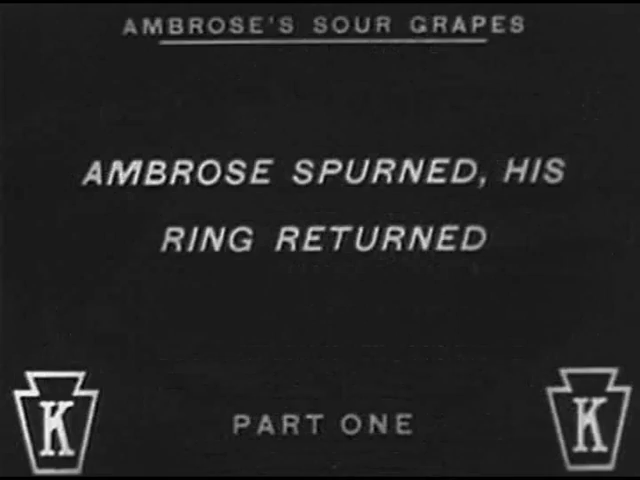 AMBROSE'S SOUR GRAPES
AMBROSE SPURNED, HIS
RING RETURNED
K PART ONE K